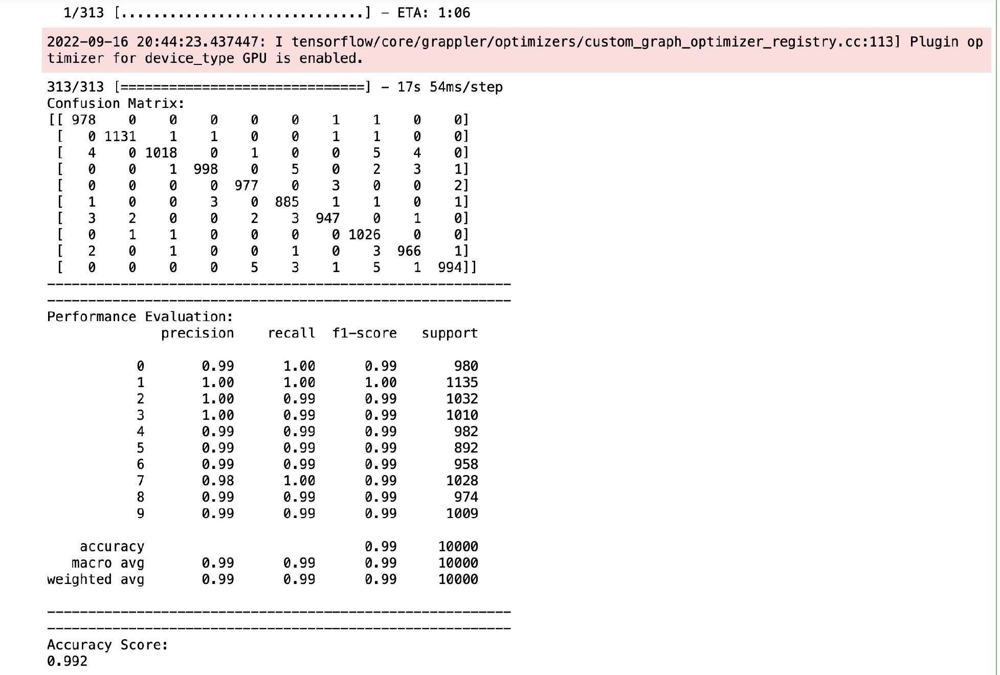 1/313 [..............................] - ETA: 1:06
2022-09-16 20:44:23.437447: I tensorflow/core/grappler/optimizers/custom_graph_optimizer_registry.cc:113] Plugin op
timizer for device_type GPU is enabled.
313/313 [==============================] - 17s 54ms/step
Confusion Matrix:
[[ 978    0    0    0    0    0    1    1    0    0]
 [   0 1131    1    1    0    0    1    1    0    0]
 [   4    0 1018    0    1    0    0    5    4    0]
 [   0    0    1  998    0    5    0    2    3    1]
 [   0    0    0    0  977    0    3    0    0    2]
 [   1    0    0    3    0  885    1    1    0    1]
 [   3    2    0    0    2    3  947    0    1    0]
 [   0    1    1    0    0    0    0 1026    0    0]
 [   2    0    1    0    0    1    0    3  966    1]
 [   0    0    0    0    5    3    1    5    1  994]]
---------------------------------------------------------
---------------------------------------------------------
Performance Evaluation:
              precision    recall  f1-score   support
           0       0.99      1.00      0.99       980
           1       1.00      1.00      1.00      1135
           2       1.00      0.99      0.99      1032
           3       1.00      0.99      0.99      1010
           4       0.99      0.99      0.99       982
           5       0.99      0.99      0.99       892
           6       0.99      0.99      0.99       958
           7       0.98      1.00      0.99      1028
           8       0.99      0.99      0.99       974
           9       0.99      0.99      0.99      1009
    accuracy                           0.99     10000
   macro avg       0.99      0.99      0.99     10000
weighted avg       0.99      0.99      0.99     10000
---------------------------------------------------------
---------------------------------------------------------
Accuracy Score:
0.992